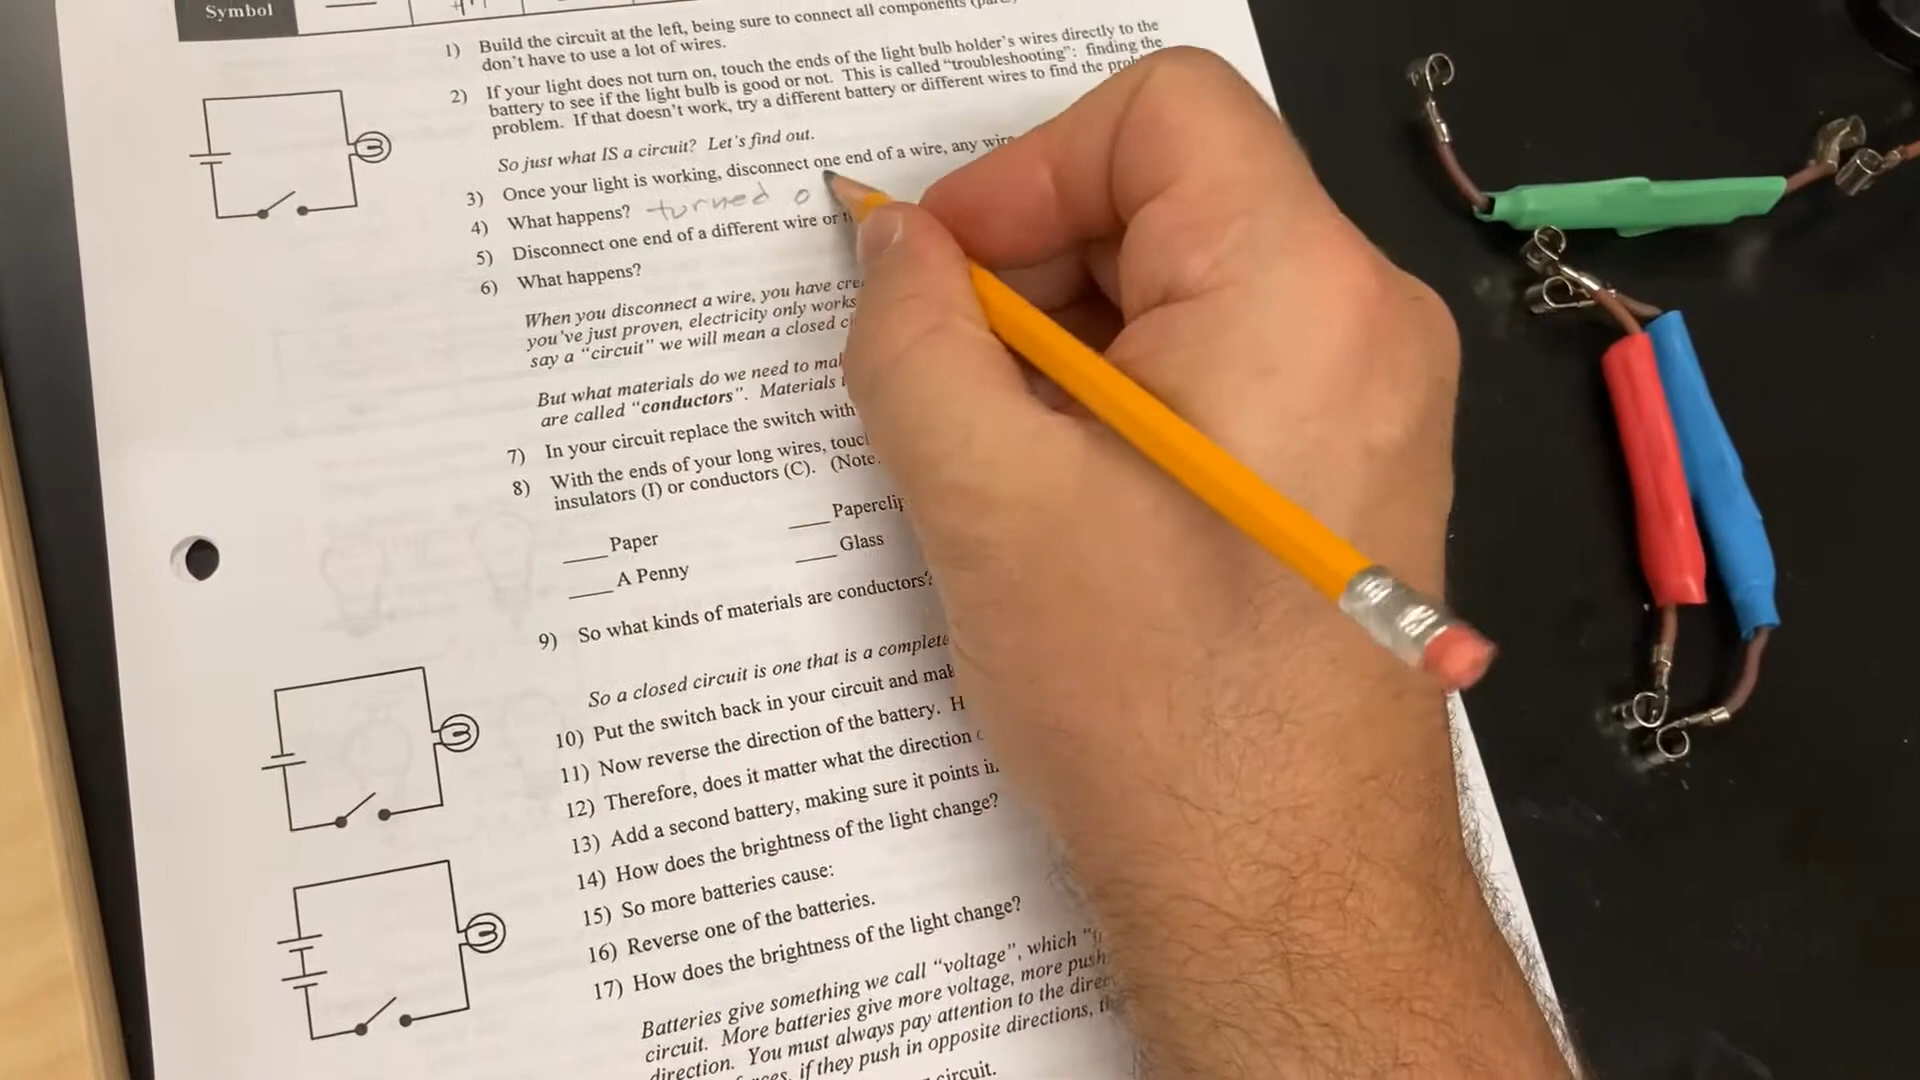 Symbol
1) Build the circuit at the left, being sure to connect all components
don't have to use a lot of wires.
2) If your light does not turn on, touch the ends of the light bulb holder's wires directly to the
battery to see if the light bulb is good or not. This is called "troubleshooting": finding the
problem. If that doesn't work, try a different battery or different wires to find the
So just what IS a circuit? Let's find out.
3) Once your light is working, disconnect one end of a wire, any
4) What happens? turned o
5) Disconnect one end of a different wire or
6) What happens?
When you disconnect a wire, you have
you've just proven, electricity only works
say a "circuit" we will mean a closed
But what materials do we need to
are called "conductors". Materials
7) In your circuit replace the switch with
8) With the ends of your long wires,
insulators (I) or conductors (C). (Note
____ Paper ____ Paperclip
____ A Penny ____ Glass
9) So what kinds of materials are conductors?
So a closed circuit is one that is a complete
10) Put the switch back in your circuit and
11) Now reverse the direction of the battery.
12) Therefore, does it matter what the direction
13) Add a second battery, making sure it points
14) How does the brightness of the light change?
15) So more batteries cause:
16) Reverse one of the batteries.
17) How does the brightness of the light change?
Batteries give something we call "voltage", which
circuit. More batteries give more voltage, more push
direction. You must always pay attention to the
if they push in opposite directions,
circuit.